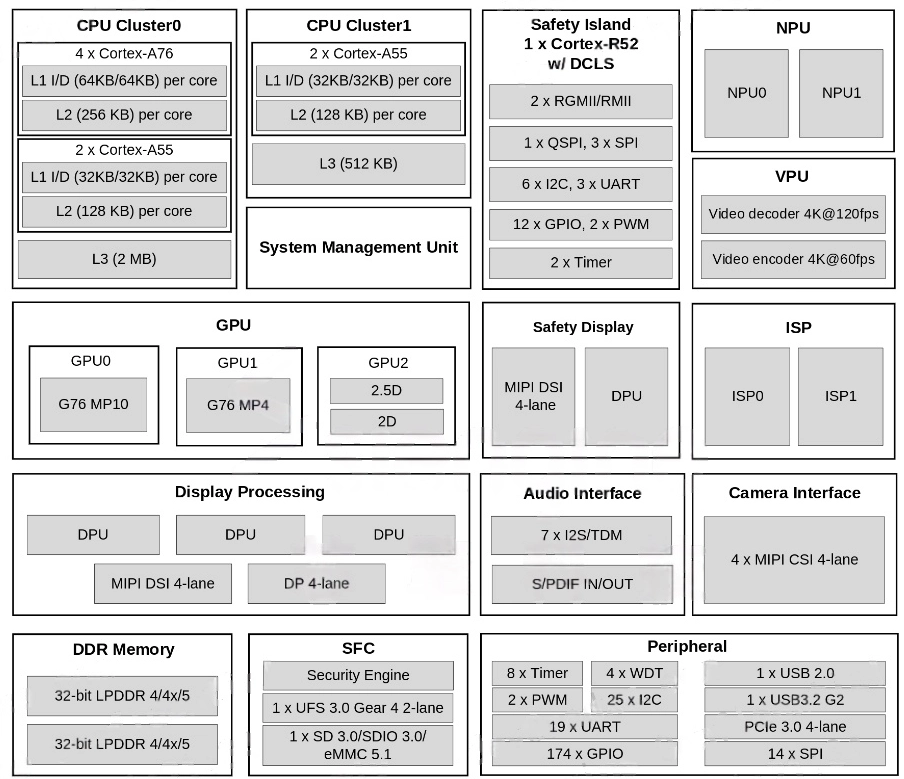 CPU Cluster0
4 x Cortex-A76
L1 I/D (64KB/64KB) per core
L2 (256 KB) per core
2 x Cortex-A55
L1 I/D (32KB/32KB) per core
L2 (128 KB) per core
L3 (2 MB)
CPU Cluster1
2 x Cortex-A55
L1 I/D (32KB/32KB) per core
L2 (128 KB) per core
L3 (512 KB)
System Management Unit
Safety Island
1 x Cortex-R52
w/ DCLS
2 x RGMII/RMII
1 x QSPI, 3 x SPI
6 x I2C, 3 x UART
12 x GPIO, 2 x PWM
2 x Timer
NPU
NPU0
NPU1
VPU
Video decoder 4K@120fps
Video encoder 4K@60fps
GPU
GPU0
G76 MP10
GPU1
G76 MP4
GPU2
2.5D
2D
Safety Display
MIPI DSI
4-lane
DPU
ISP
ISP0
ISP1
Display Processing
DPU
DPU
DPU
MIPI DSI 4-lane
DP 4-lane
Audio Interface
7 x I2S/TDM
S/PDIF IN/OUT
Camera Interface
4 x MIPI CSI 4-lane
DDR Memory
32-bit LPDDR 4/4x/5
32-bit LPDDR 4/4x/5
SFC
Security Engine
1 x UFS 3.0 Gear 4 2-lane
1 x SD 3.0/SDIO 3.0/
eMMC 5.1
Peripheral
8 x Timer
4 x WDT
1 x USB 2.0
2 x PWM
25 x I2C
1 x USB3.2 G2
19 x UART
PCIe 3.0 4-lane
174 x GPIO
14 x SPI